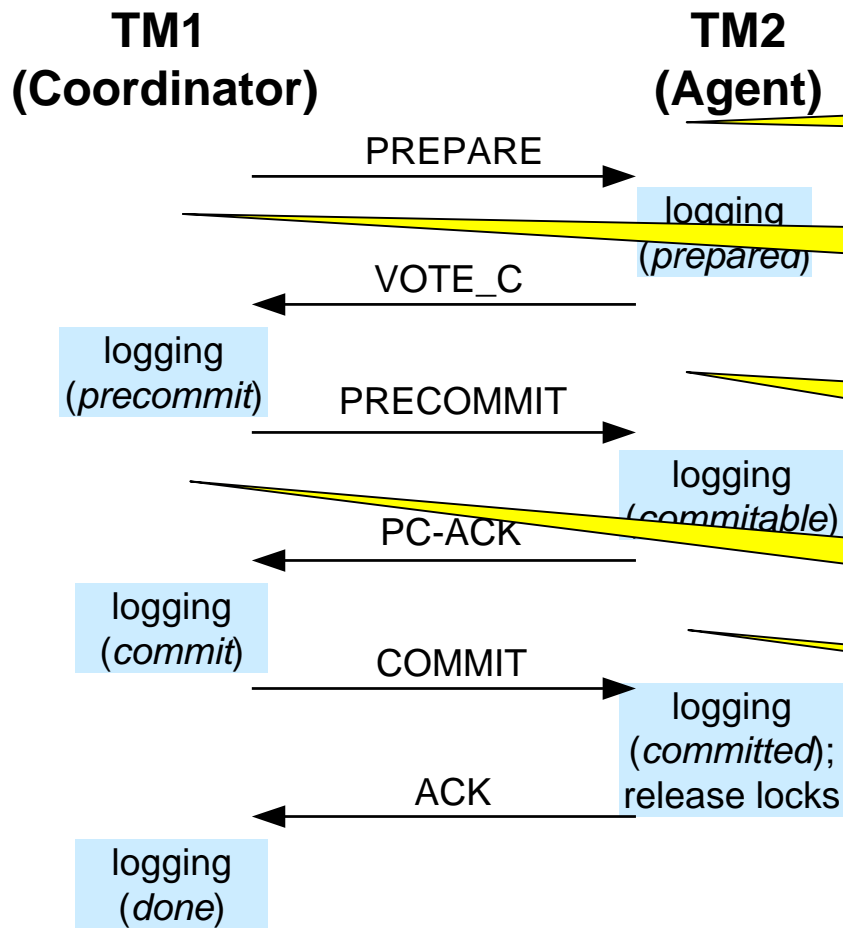 TM1
(Coordinator)
TM2
(Agent)
PREPARE
logging
(prepared)
VOTE_C
logging
(precommit)
PRECOMMIT
logging
(commitable)
PC-ACK
logging
(commit)
COMMIT
logging
(committed);
release locks
ACK
logging
(done)